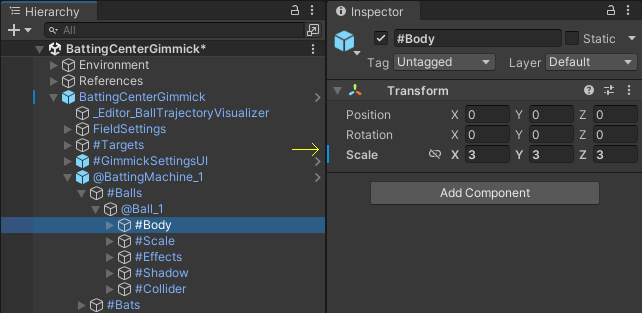 Hierarchy
All
BattingCenterGimmick*
Environment
References
BattingCenterGimmick
_Editor_BallTrajectoryVisualizer
FieldSettings
#Targets
#GimmickSettingsUI
@BattingMachine_1
#Balls
@Ball_1
#Body
#Scale
#Effects
#Shadow
#Collider
#Bats
Inspector
#Body Static
Tag Untagged Layer Default
Transform
Position X 0 Y 0 Z 0
Rotation X 0 Y 0 Z 0
Scale X 3 Y 3 Z 3
Add Component